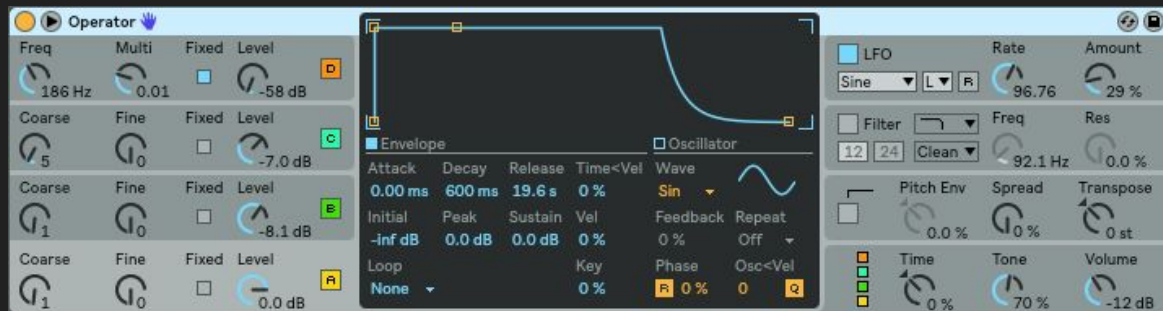 Operator
Freq Multi Fixed Level
186 Hz 0.01 -58 dB D
Coarse Fine Fixed Level
5 0 -7.0 dB C
Coarse Fine Fixed Level
1 0 -8.1 dB B
Coarse Fine Fixed Level
1 0 0.0 dB A
Envelope Oscillator
Attack Decay Release Time<Vel Wave
0.00 ms 600 ms 19.6 s 0 % Sin
Initial Peak Sustain Vel Feedback Repeat
-inf dB 0.0 dB 0.0 dB 0 % 0 % Off
Loop Key Phase Osc<Vel
None 0 % R 0 % 0 Q
LFO Rate Amount
Sine L R 96.76 29 %
Filter Freq Res
12 24 Clean 92.1 Hz 0.0 %
Pitch Env Spread Transpose
0.0 % 0 % 0 st
Time Tone Volume
0 % 70 % -12 dB